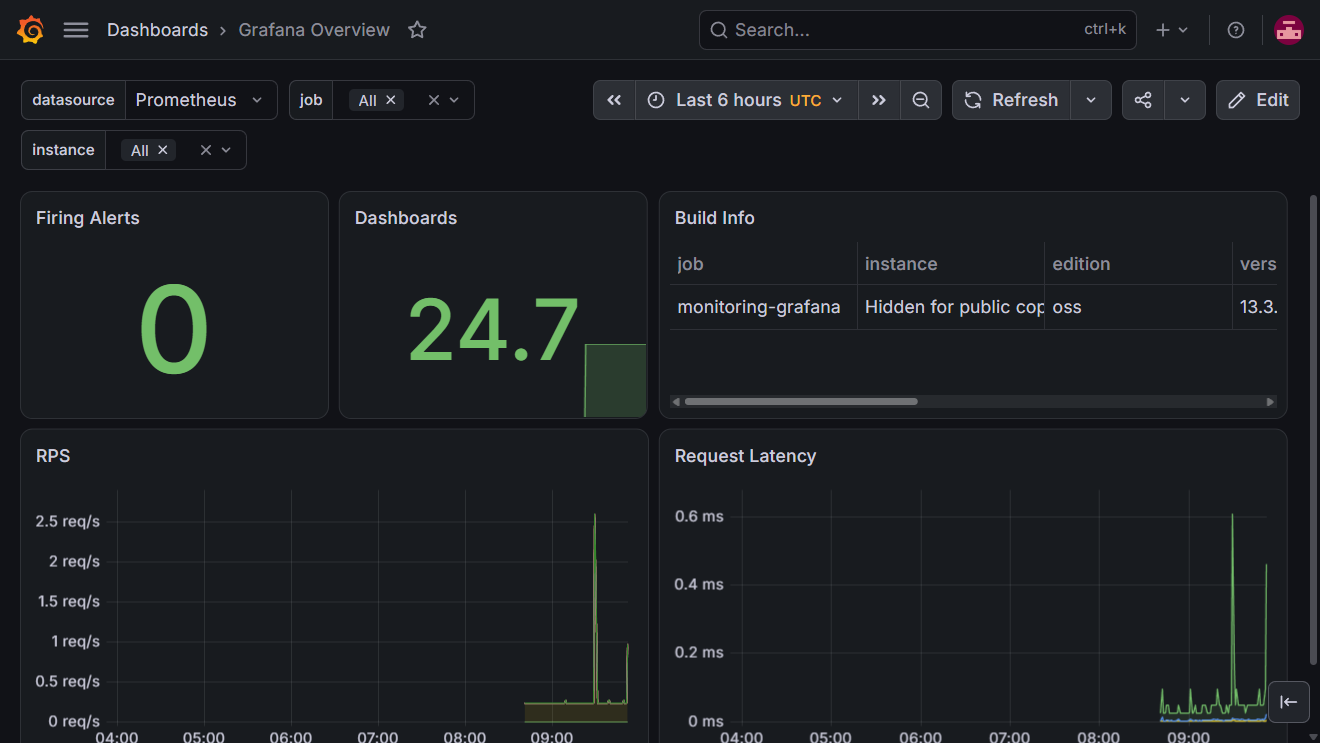 Dashboards › Grafana Overview
Search... ctrl+k
datasource Prometheus job All
Last 6 hours UTC
Refresh
Edit
instance All
Firing Alerts
0
Dashboards
24.7
Build Info
job instance edition vers
monitoring-grafana Hidden for public cop oss 13.3.
RPS
2.5 req/s
2 req/s
1.5 req/s
1 req/s
0.5 req/s
0 req/s
04:00 05:00 06:00 07:00 08:00 09:00
Request Latency
0.6 ms
0.4 ms
0.2 ms
0 ms
04:00 05:00 06:00 07:00 08:00 09:00